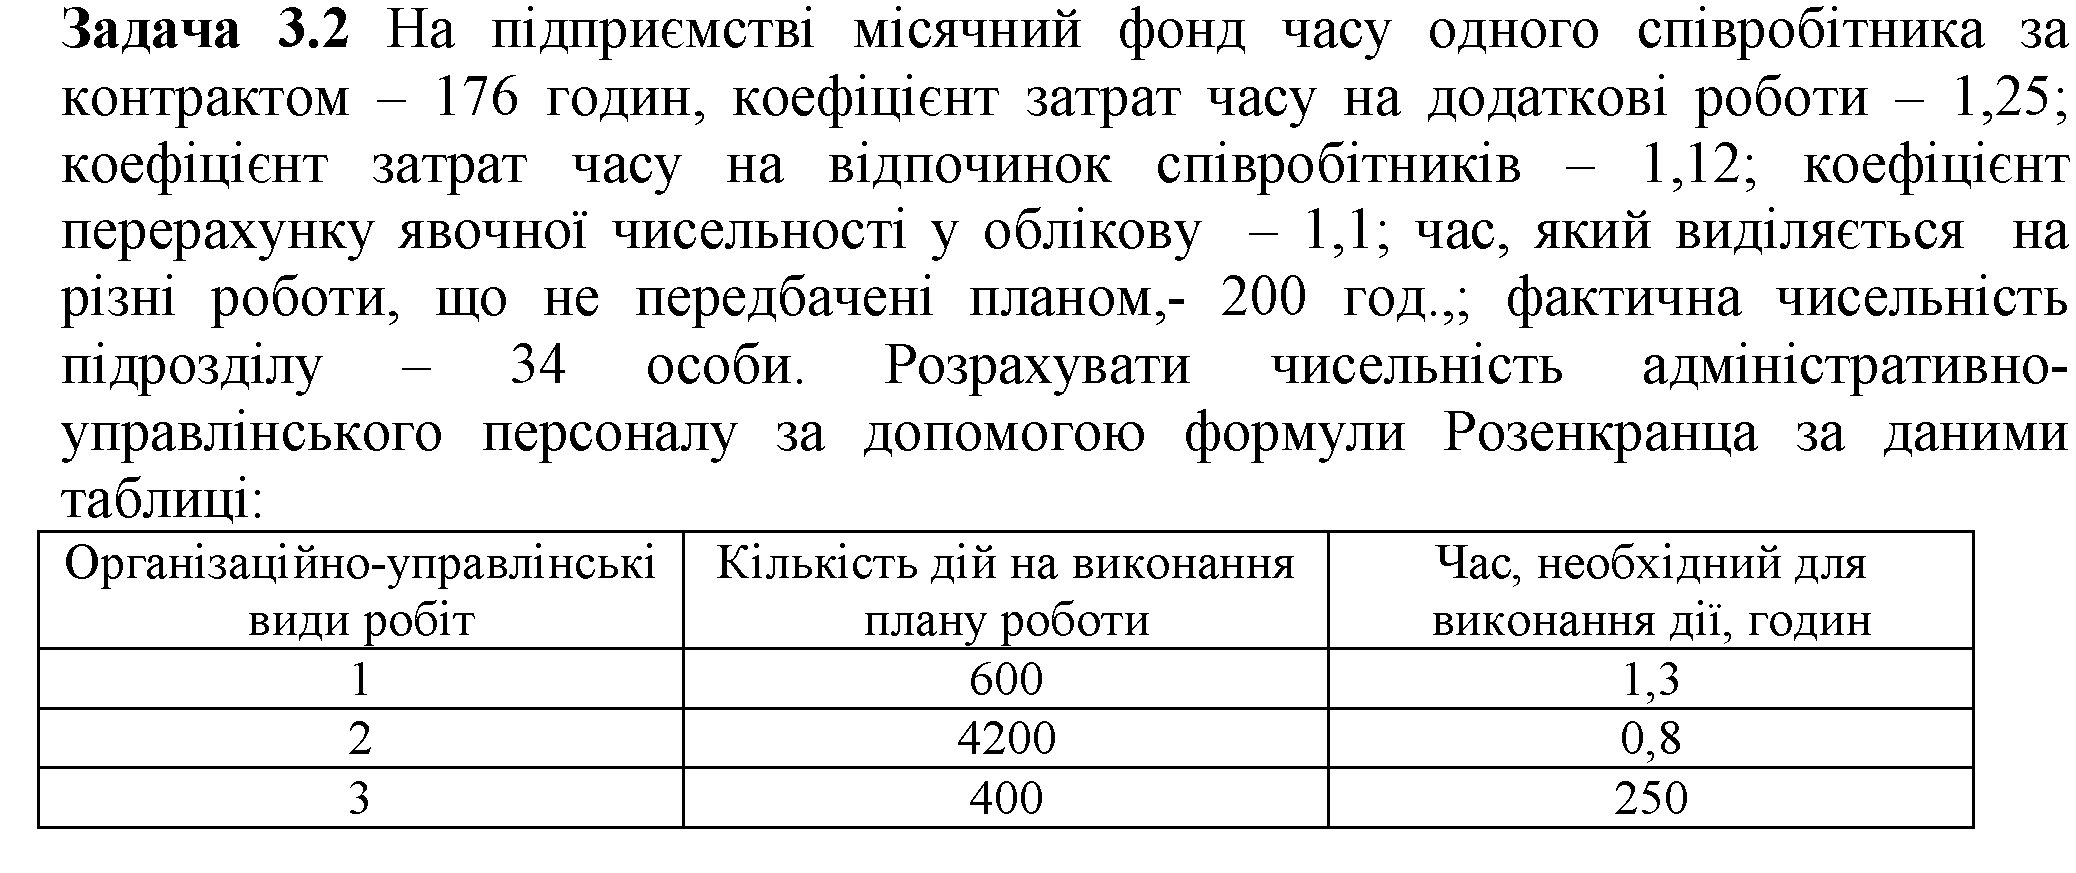 Задача 3.2 На підприємстві місячний фонд часу одного співробітника за
контрактом – 176 годин, коефіцієнт затрат часу на додаткові роботи – 1,25;
коефіцієнт затрат часу на відпочинок співробітників – 1,12; коефіцієнт
перерахунку явочної чисельності у облікову – 1,1; час, який виділяється на
різні роботи, що не передбачені планом,- 200 год.,; фактична чисельність
підрозділу – 34 особи. Розрахувати чисельність адміністративно-
управлінського персоналу за допомогою формули Розенкранца за даними
таблиці:
Організаційно-управлінські види робіт | Кількість дій на виконання плану роботи | Час, необхідний для виконання дії, годин
1 | 600 | 1,3
2 | 4200 | 0,8
3 | 400 | 250